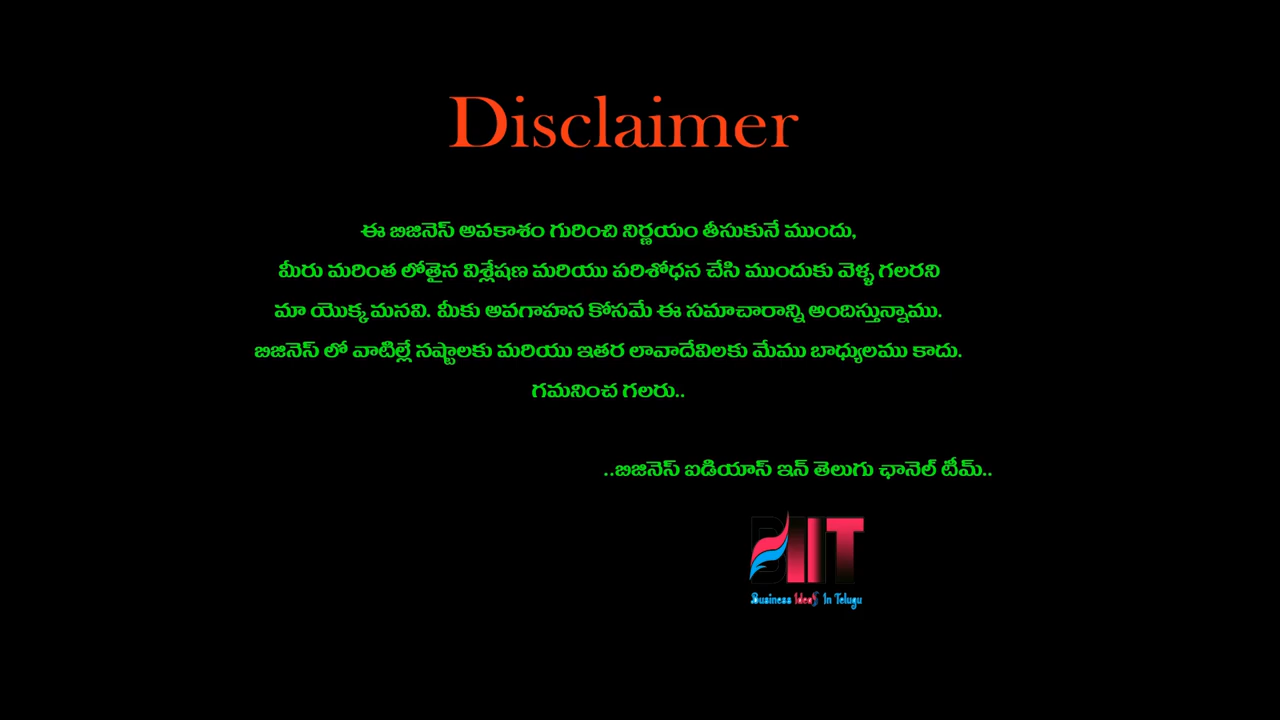 Disclaimer
ఈ బిజినెస్ అవకాశం గురించి నిర్ణయం తీసుకునే ముందు,
మీరు మరింత లోతైన విశ్లేషణ మరియు పరిశోధన చేసి ముందుకు వెళ్ళ గలరని
మా యొక్క మనవి. మీకు అవగాహన కోసమే ఈ సమాచారాన్ని అందిస్తున్నాము.
బిజినెస్ లో వాటిల్లే నష్టాలకు మరియు ఇతర లావాదేవిలకు మేము బాధ్యులము కాదు.
గమనించ గలరు..
..బిజినెస్ ఐడియాస్ ఇన్ తెలుగు ఛానెల్ టీమ్..
BIIT
Business IdeaS In Telugu